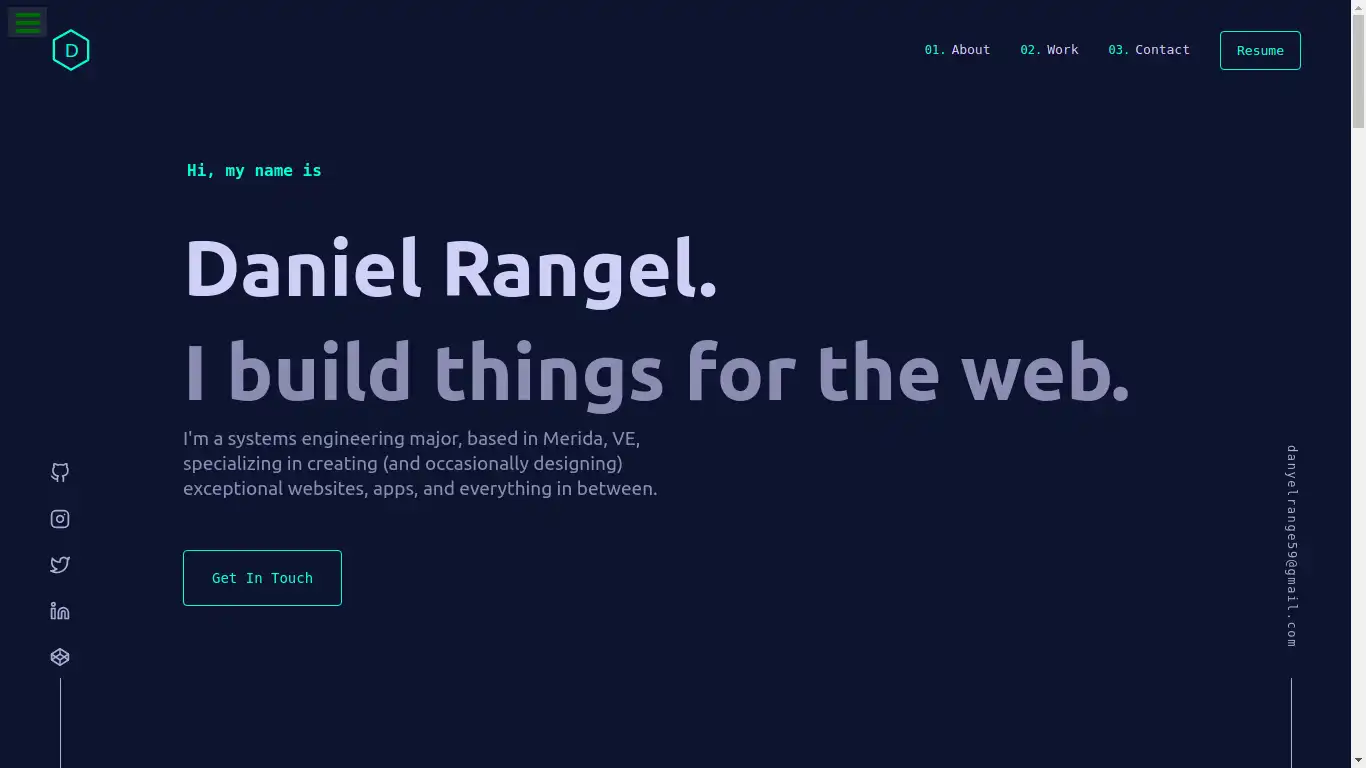 D
01. About
02. Work
03. Contact
Resume
Hi, my name is
Daniel Rangel.
I build things for the web.
I'm a systems engineering major, based in Merida, VE,
specializing in creating (and occasionally designing)
exceptional websites, apps, and everything in between.
Get In Touch
danyelrange59@gmail.com